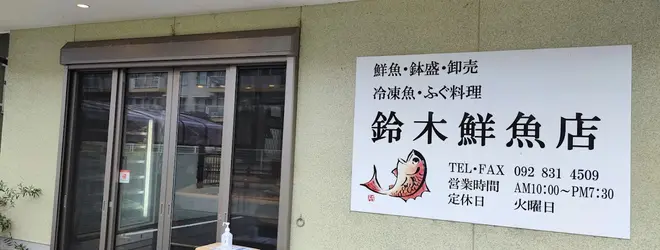 鮮魚・鉢盛・卸売
冷凍魚・ふぐ料理
鈴木鮮魚店
TEL・FAX 092 831 4509
営業時間 AM10:00〜PM7:30
定休日 火曜日